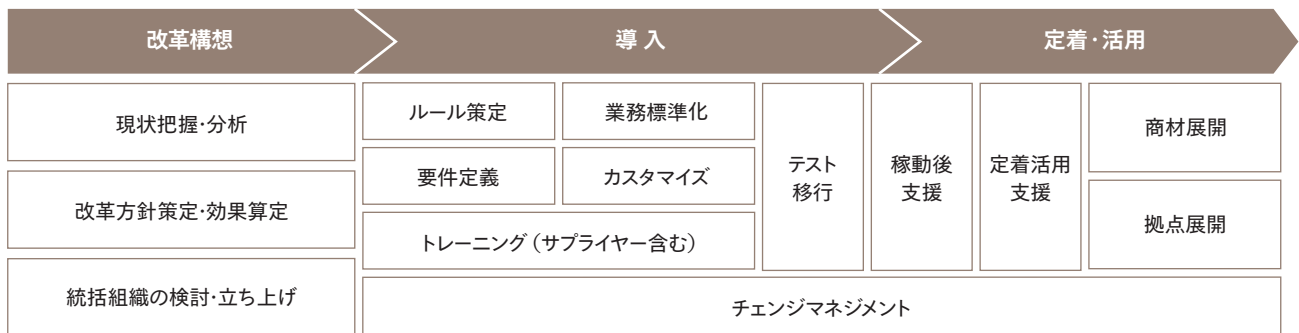 改革構想
導入
定着・活用
現状把握・分析
改革方針策定・効果算定
統括組織の検討・立ち上げ
ルール策定
業務標準化
要件定義
カスタマイズ
トレーニング（サプライヤー含む）
テスト
移行
稼動後
支援
定着活用
支援
商材展開
拠点展開
チェンジマネジメント